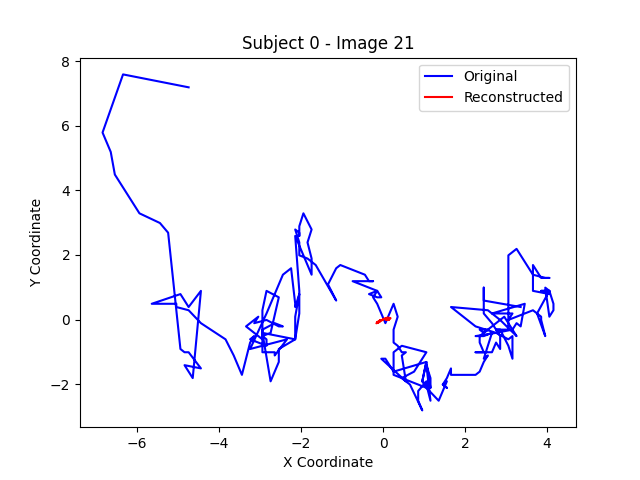 Subject 0 - Image 21
Original
Reconstructed
8
6
4
2
0
−2
Y Coordinate
−6
−4
−2
0
2
4
X Coordinate